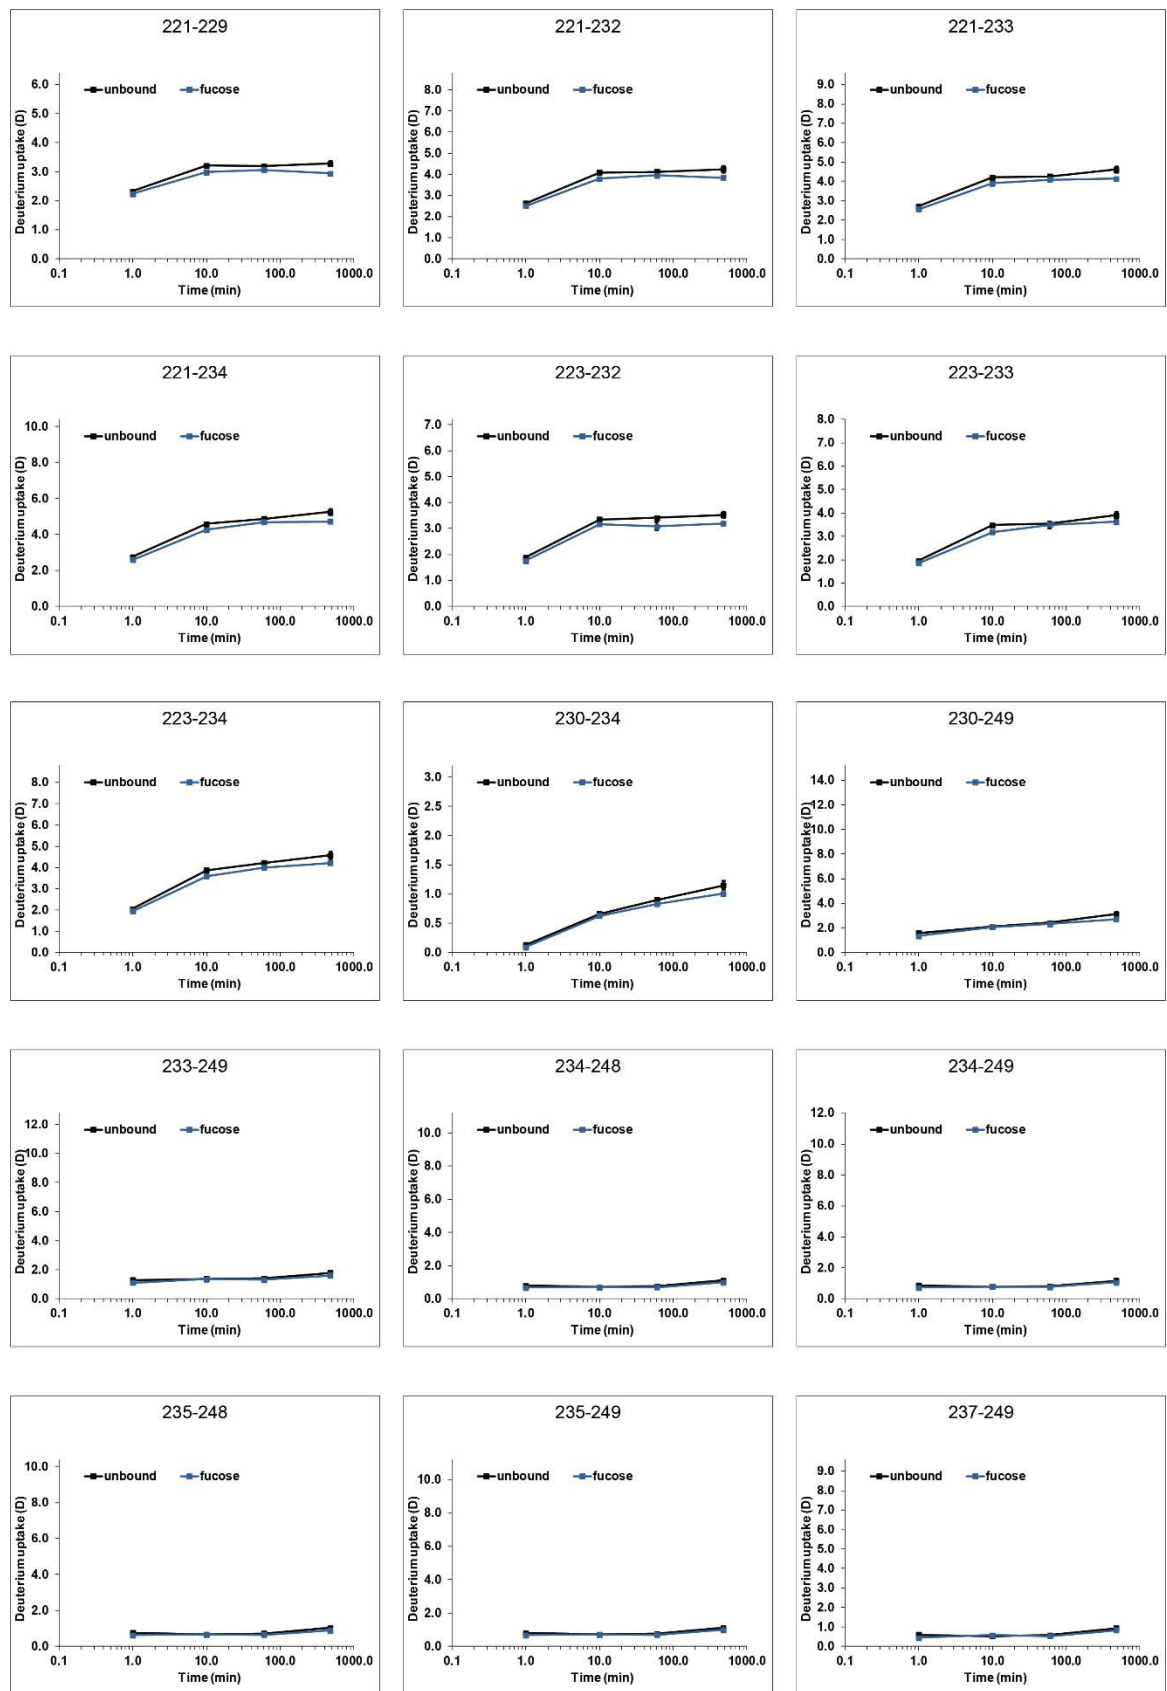 221-229
6.0
5.0
4.0
3.0
2.0
1.0
0.0
Deuterium uptake (D)
unbound fucose
0.1 1.0 10.0 100.0 1000.0
Time (min)
221-232
8.0
7.0
6.0
5.0
4.0
3.0
2.0
1.0
0.0
Deuterium uptake (D)
unbound fucose
0.1 1.0 10.0 100.0 1000.0
Time (min)
221-233
9.0
8.0
7.0
6.0
5.0
4.0
3.0
2.0
1.0
0.0
Deuterium uptake (D)
unbound fucose
0.1 1.0 10.0 100.0 1000.0
Time (min)
221-234
10.0
8.0
6.0
4.0
2.0
0.0
Deuterium uptake (D)
unbound fucose
0.1 1.0 10.0 100.0 1000.0
Time (min)
223-232
7.0
6.0
5.0
4.0
3.0
2.0
1.0
0.0
Deuterium uptake (D)
unbound fucose
0.1 1.0 10.0 100.0 1000.0
Time (min)
223-233
8.0
7.0
6.0
5.0
4.0
3.0
2.0
1.0
0.0
Deuterium uptake (D)
unbound fucose
0.1 1.0 10.0 100.0 1000.0
Time (min)
223-234
8.0
7.0
6.0
5.0
4.0
3.0
2.0
1.0
0.0
Deuterium uptake (D)
unbound fucose
0.1 1.0 10.0 100.0 1000.0
Time (min)
230-234
3.0
2.5
2.0
1.5
1.0
0.5
0.0
Deuterium uptake (D)
unbound fucose
0.1 1.0 10.0 100.0 1000.0
Time (min)
230-249
14.0
12.0
10.0
8.0
6.0
4.0
2.0
0.0
Deuterium uptake (D)
unbound fucose
0.1 1.0 10.0 100.0 1000.0
Time (min)
233-249
12.0
10.0
8.0
6.0
4.0
2.0
0.0
Deuterium uptake (D)
unbound fucose
0.1 1.0 10.0 100.0 1000.0
Time (min)
234-248
10.0
8.0
6.0
4.0
2.0
0.0
Deuterium uptake (D)
unbound fucose
0.1 1.0 10.0 100.0 1000.0
Time (min)
234-249
12.0
10.0
8.0
6.0
4.0
2.0
0.0
Deuterium uptake (D)
unbound fucose
0.1 1.0 10.0 100.0 1000.0
Time (min)
235-248
10.0
8.0
6.0
4.0
2.0
0.0
Deuterium uptake (D)
unbound fucose
0.1 1.0 10.0 100.0 1000.0
Time (min)
235-249
10.0
8.0
6.0
4.0
2.0
0.0
Deuterium uptake (D)
unbound fucose
0.1 1.0 10.0 100.0 1000.0
Time (min)
237-249
9.0
8.0
7.0
6.0
5.0
4.0
3.0
2.0
1.0
0.0
Deuterium uptake (D)
unbound fucose
0.1 1.0 10.0 100.0 1000.0
Time (min)